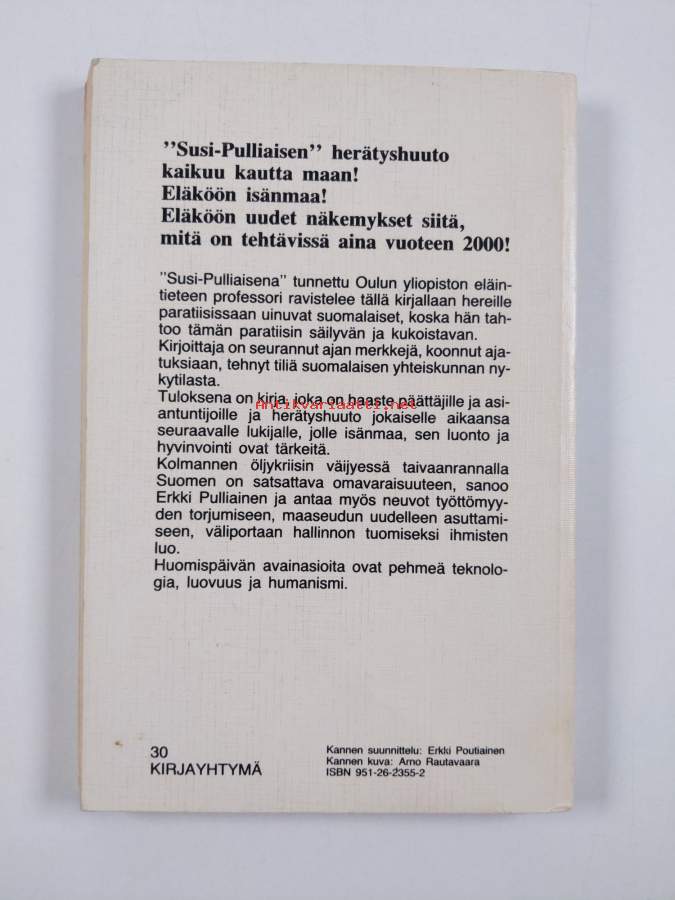 "Susi-Pulliaisen" herätyshuuto
kaikuu kautta maan!
Eläköön isänmaa!
Eläköön uudet näkemykset siitä,
mitä on tehtävissä aina vuoteen 2000!
"Susi-Pulliaisena" tunnettu Oulun yliopiston eläin-
tieteen professori ravistelee tällä kirjallaan hereille
paratiisissaan uinuvat suomalaiset, koska hän tah-
too tämän paratiisin säilyvän ja kukoistavan.
Kirjoittaja on seurannut ajan merkkejä, koonnut aja-
tuksiaan, tehnyt tiliä suomalaisen yhteiskunnan ny-
kytilasta.
Tuloksena on kirja, joka on haaste päättäjille ja asi-
Antikvariaatti.net
antuntijoille ja herätyshuuto jokaiselle aikaansa
seuraavalle lukijalle, jolle isänmaa, sen luonto ja
hyvinvointi ovat tärkeitä.
Kolmannen öljykriisin väijyessä taivaanrannalla
Suomen on satsattava omavaraisuuteen, sanoo
Erkki Pulliainen ja antaa myös neuvot työttömyy-
den torjumiseen, maaseudun uudelleen asuttami-
seen, väliportaan hallinnon tuomiseksi ihmisten
luo.
Huomispäivän avainasioita ovat pehmeä teknolo-
gia, luovuus ja humanismi.
30
KIRJAYHTYMÄ
Kannen suunnittelu: Erkki Poutiainen
Kannen kuva: Arno Rautavaara
ISBN 951-26-2355-2